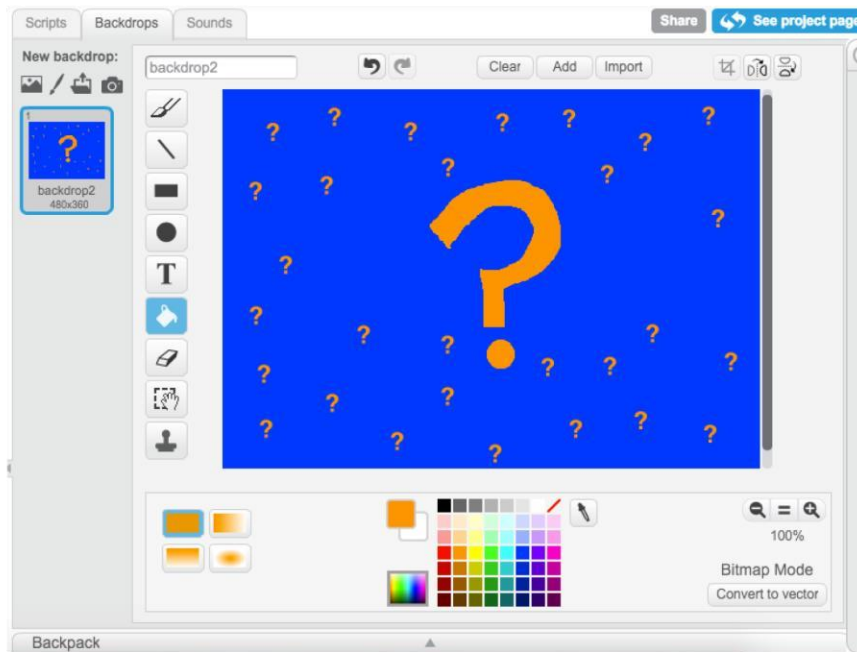 Scripts Backdrops Sounds Share See project page
New backdrop:
backdrop2 Clear Add Import
1
?
backdrop2
480x360
T
? ? ? ? ? ?
?
? ?
? ?
?
?
?
?
?
? ?
? ? ? ?
?
? ?
?
? ? ?
? ?
?
100%
Bitmap Mode
Convert to vector
Backpack